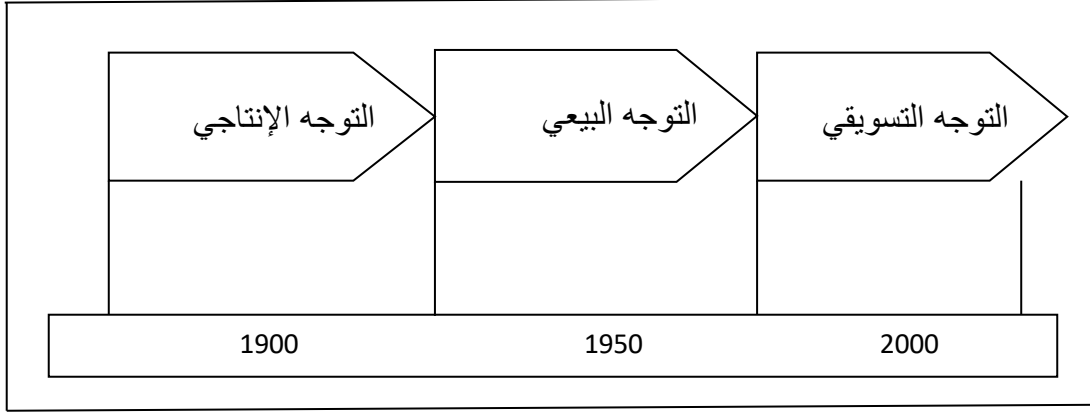 التوجه الإنتاجي
التوجه البيعي
التوجه التسويقي
1900
1950
2000